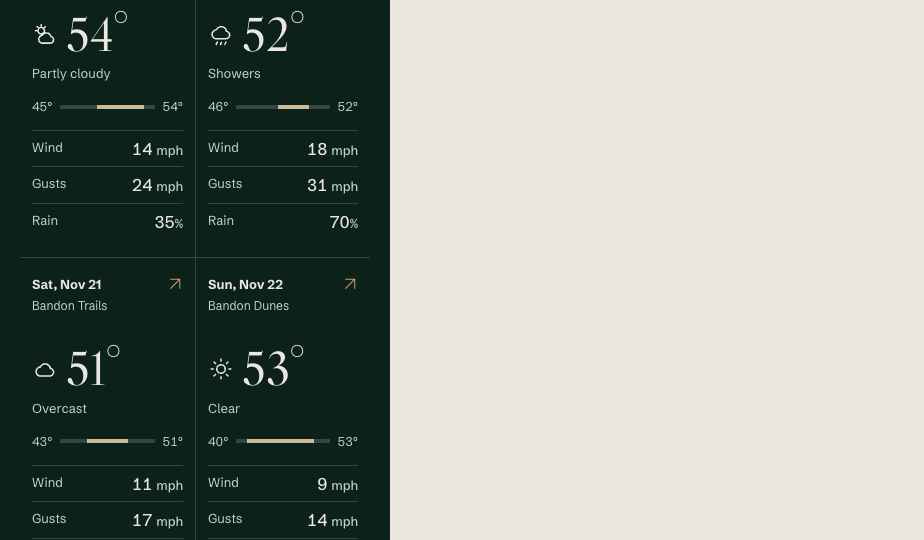 54°
Partly cloudy
45° 54°
Wind 14 mph
Gusts 24 mph
Rain 35%
52°
Showers
46° 52°
Wind 18 mph
Gusts 31 mph
Rain 70%
Sat, Nov 21
Bandon Trails
51°
Overcast
43° 51°
Wind 11 mph
Gusts 17 mph
Sun, Nov 22
Bandon Dunes
53°
Clear
40° 53°
Wind 9 mph
Gusts 14 mph